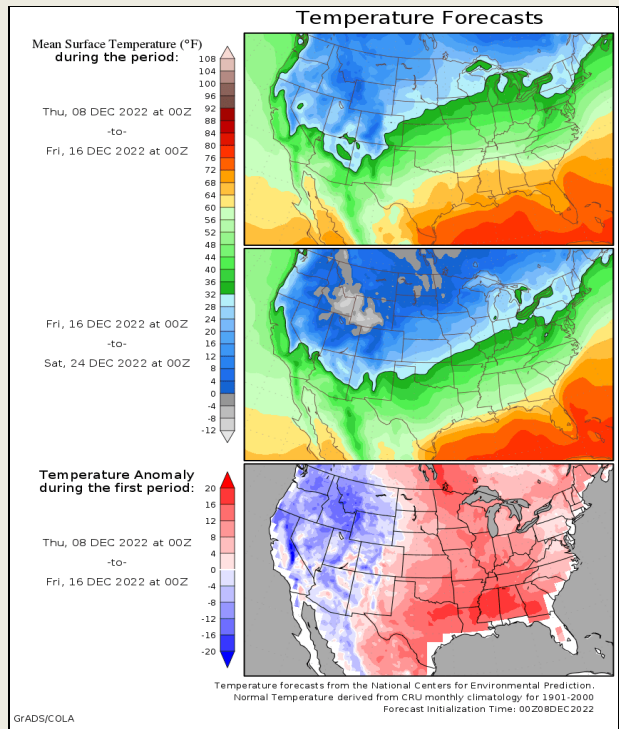 Temperature Forecasts
Mean Surface Temperature (°F)
during the period:
Thu, 08 DEC 2022 at 00Z
-to-
Fri, 16 DEC 2022 at 00Z
108
104
100
96
92
88
84
80
76
72
68
64
60
56
52
48
44
40
36
32
28
24
20
16
12
8
4
0
-4
-8
-12
Fri, 16 DEC 2022 at 00Z
-to-
Sat, 24 DEC 2022 at 00Z
Temperature Anomaly
during the first period:
Thu, 08 DEC 2022 at 00Z
-to-
Fri, 16 DEC 2022 at 00Z
20
16
12
8
4
0
-4
-8
-12
-16
-20
Temperature forecasts from the National Centers for Environmental Prediction.
Normal Temperature derived from CRU monthly climatology for 1901-2000
Forecast Initialization Time: 00Z08DEC2022
GrADS/COLA